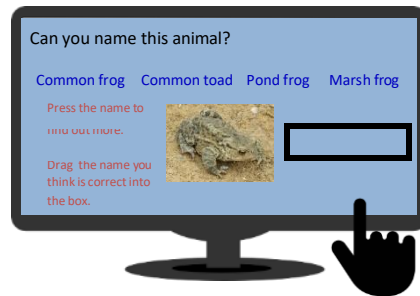 Can you name this animal?
Common frog Common toad Pond frog Marsh frog
Press the name to
find out more.
Drag the name you
think is correct into
the box.